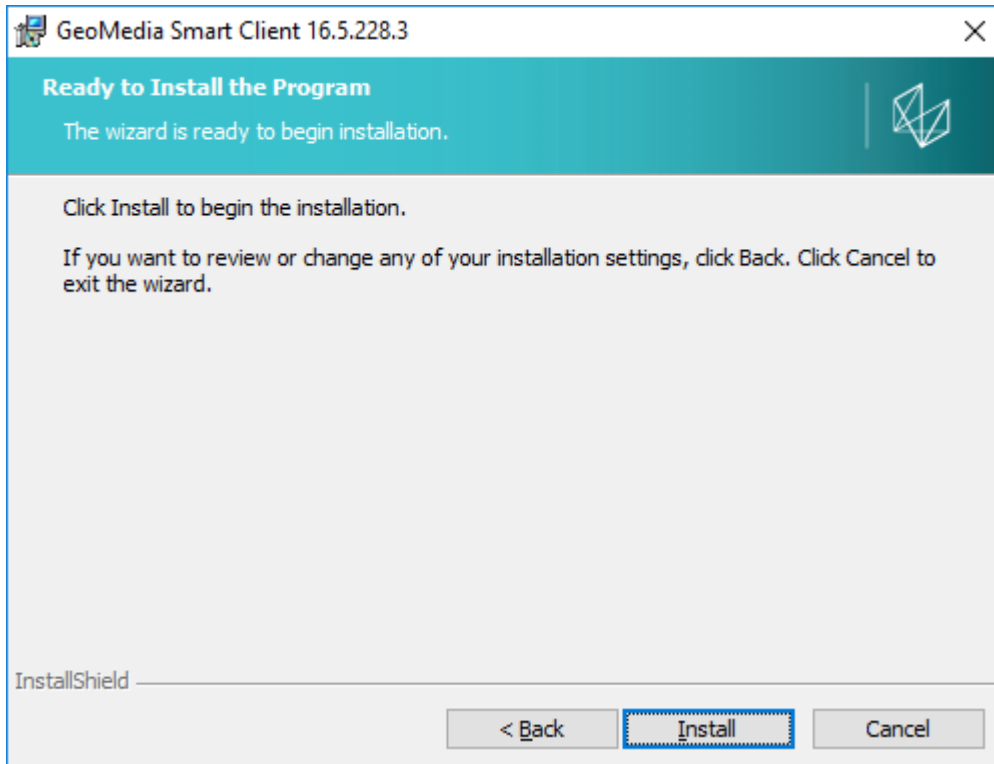 GeoMedia Smart Client 16.5.228.3
Ready to Install the Program
The wizard is ready to begin installation.
Click Install to begin the installation.
If you want to review or change any of your installation settings, click Back. Click Cancel to
exit the wizard.
InstallShield
< Back Install Cancel